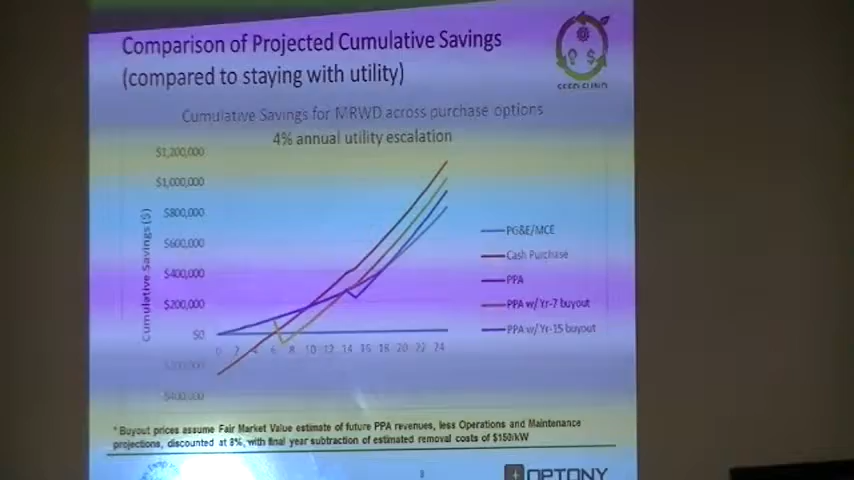 Comparison of Projected Cumulative Savings
(compared to staying with utility)
Cumulative Savings for MRWD across purchase options
4% annual utility escalation
$1,200,000
$1,000,000
$800,000
$600,000
$400,000
$200,000
$0
Cumulative Savings ($)
0 2 4 6 8 10 12 14 16 18 20 22 24
PG&E/MCE
Cash Purchase
PPA
PPA w/ Yr-7 buyout
PPA w/ Yr-15 buyout
* Buyout prices assume Fair Market Value estimate of future PPA revenues, less Operations and Maintenance
projections, discounted at 8%, with final year subtraction of estimated removal costs of $150/kW
OPTONY